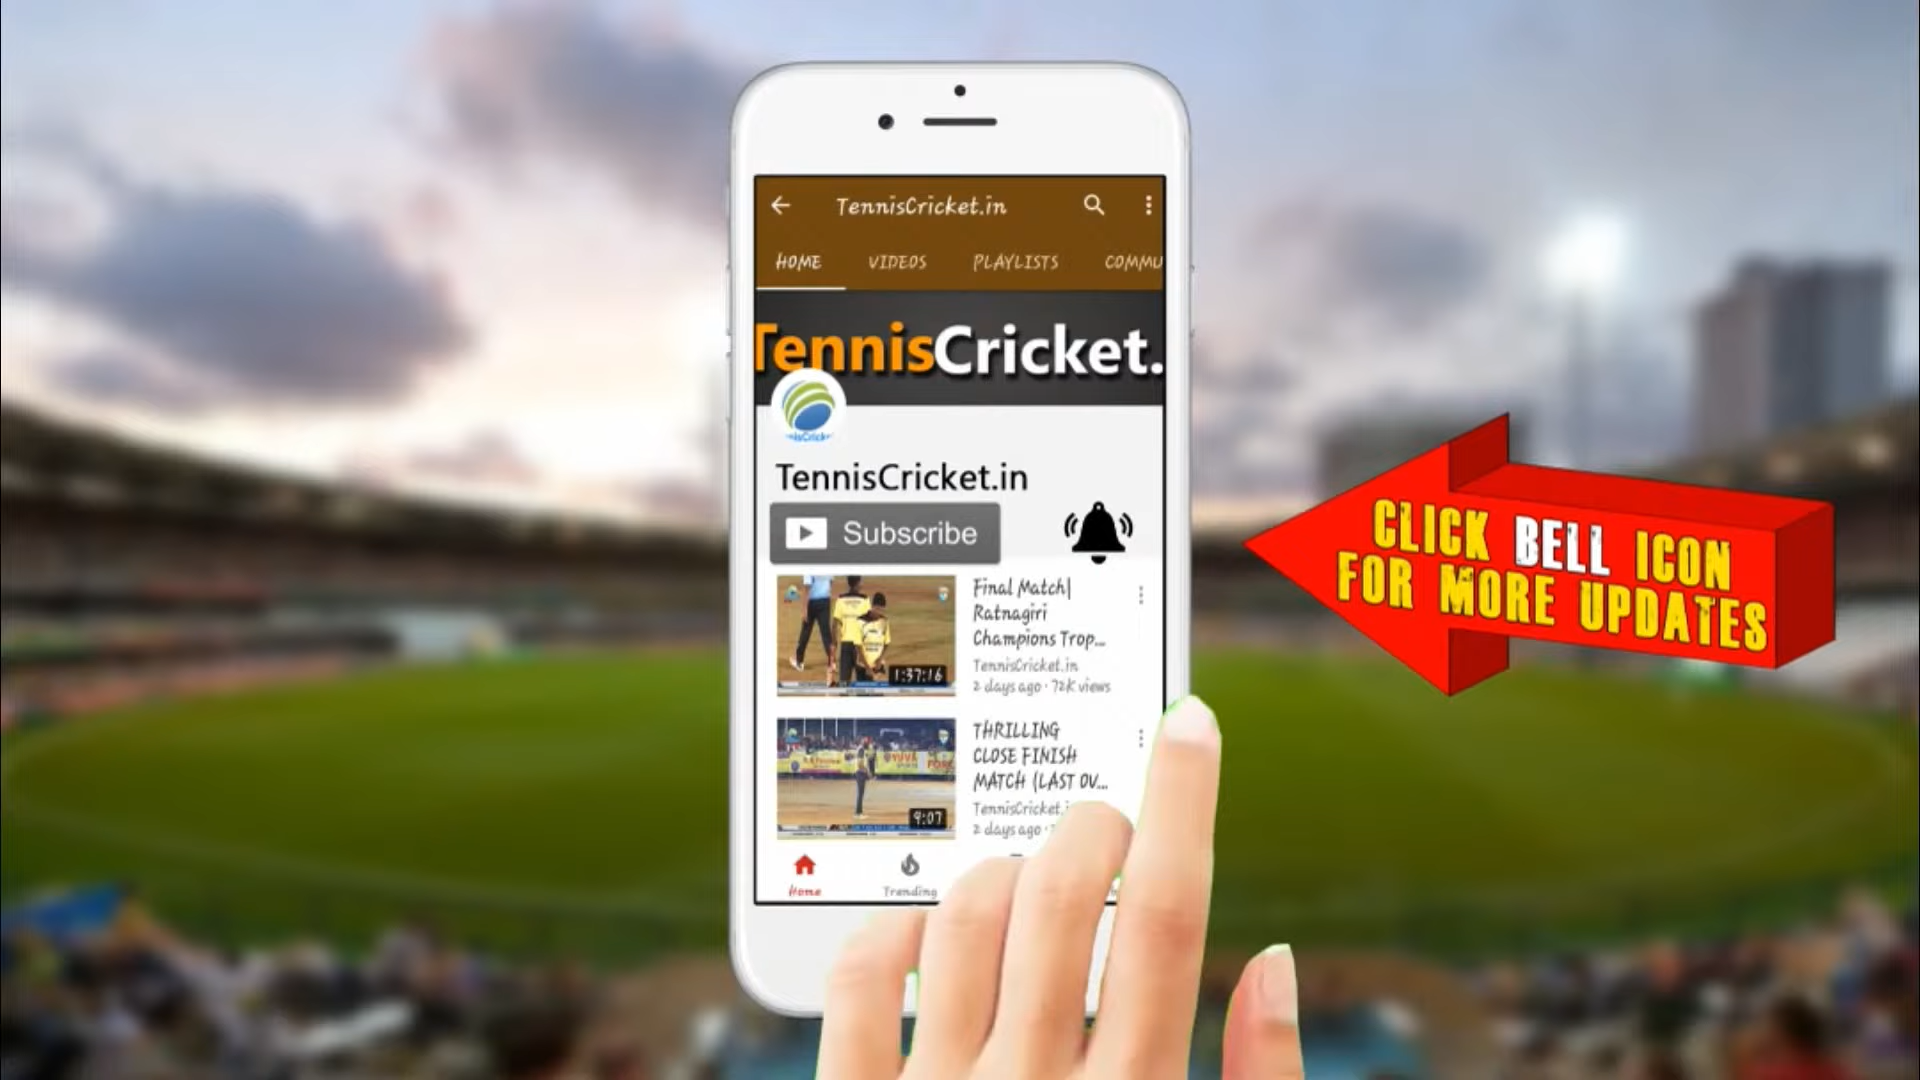 TennisCricket.in
HOME VIDEOS PLAYLISTS COMMU
TennisCricket.
TennisCricket.in
Subscribe
CLICK BELL ICON
FOR MORE UPDATES
Final Match|
Ratnagiri
Champions Trop...
TennisCricket.in
2 days ago · 72K views
1:37:16
THRILLING
CLOSE FINISH
MATCH (LAST OV...
TennisCricket.i
2 days ago ·
9:07
Home Trending